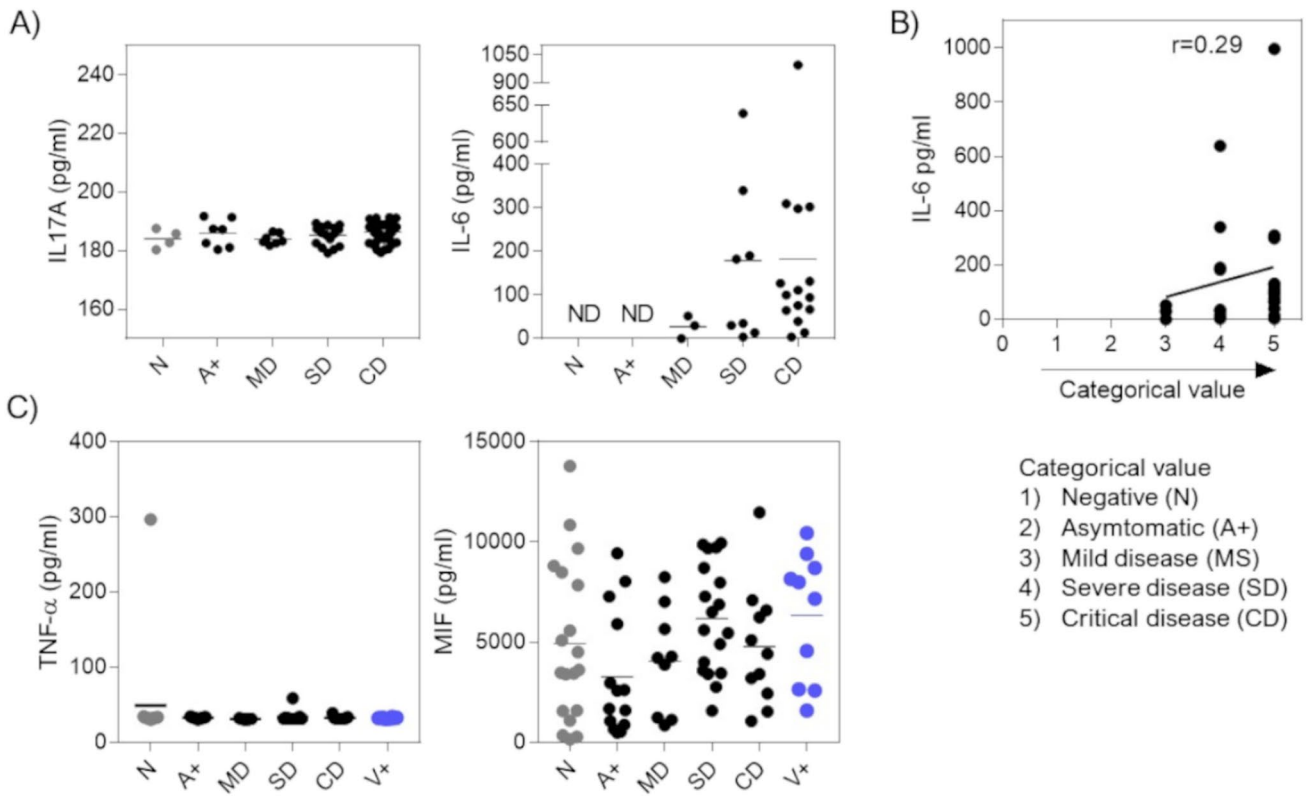 A)
240
220
200
180
160
IL17A (pg/ml)
N
A+
MD
SD
CD
1050
900
650
600
400
300
200
100
0
IL-6 (pg/ml)
ND
ND
N
A+
MD
SD
CD
B)
r=0.29
1000
800
600
400
200
0
IL-6 pg/ml
0 1 2 3 4 5
Categorical value
C)
400
300
200
100
0
TNF-α (pg/ml)
N
A+
MD
SD
CD
V+
15000
10000
5000
0
MIF (pg/ml)
N
A+
MD
SD
CD
V+
Categorical value
1) Negative (N)
2) Asymtomatic (A+)
3) Mild disease (MS)
4) Severe disease (SD)
5) Critical disease (CD)